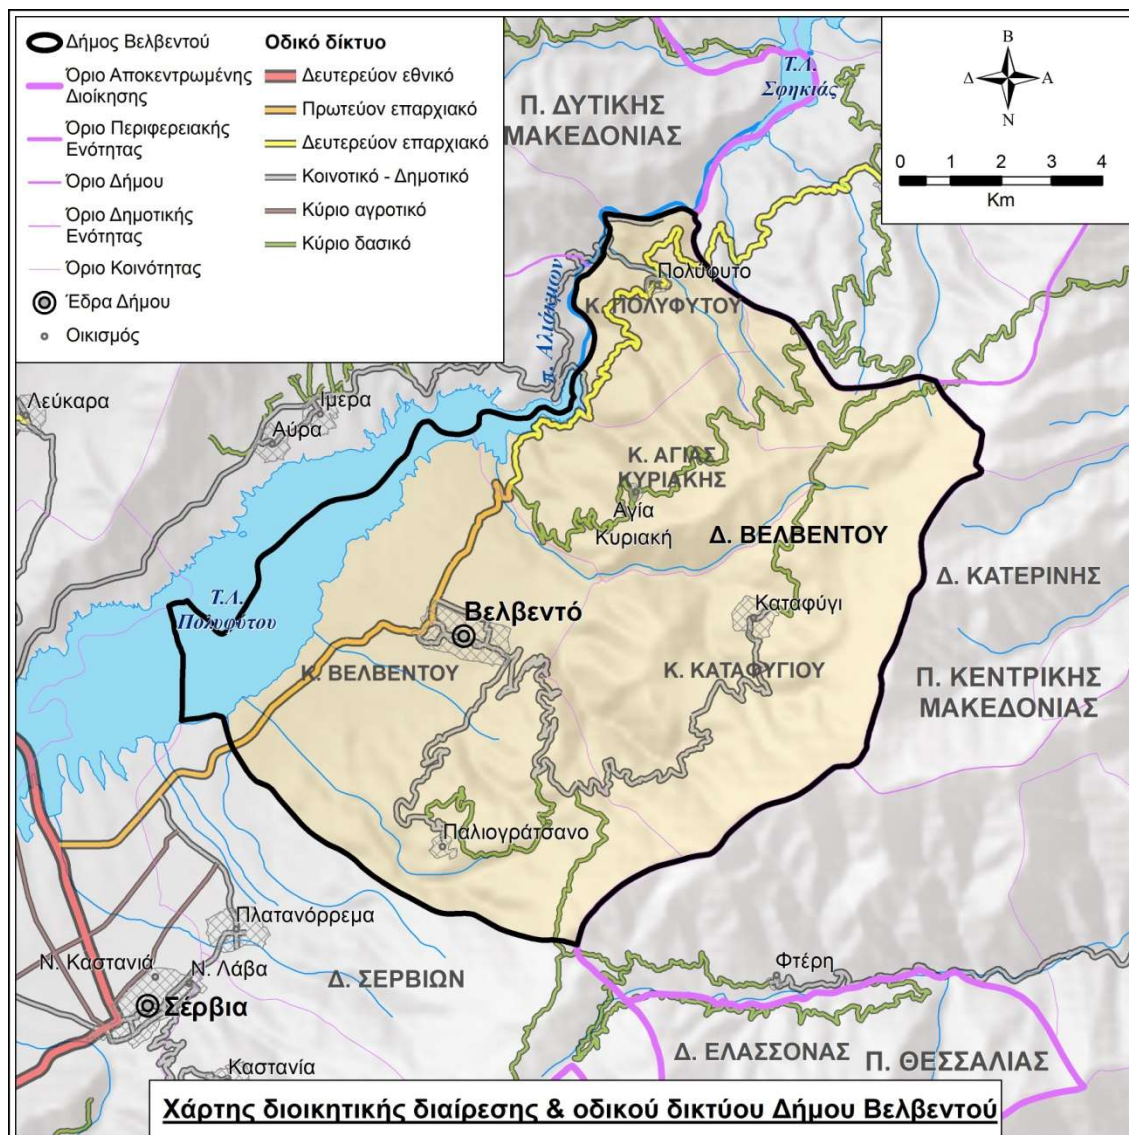 Δήμος Βελβεντού
Όριο Αποκεντρωμένης
Διοίκησης
Όριο Περιφερειακής
Ενότητας
Όριο Δήμου
Όριο Δημοτικής
Ενότητας
Όριο Κοινότητας
Έδρα Δήμου
Οικισμός
Οδικό δίκτυο
Δευτερεύον εθνικό
Πρωτεύον επαρχιακό
Δευτερεύον επαρχιακό
Κοινοτικό - Δημοτικό
Κύριο αγροτικό
Κύριο δασικό
Π. ΔΥΤΙΚΗΣ
ΜΑΚΕΔΟΝΙΑΣ
Τ.Λ.
Σφηκιάς
Β
Δ Α
Ν
0 1 2 3 4
Km
Πολύφυτο
Κ. ΠΟΛΥΦΥΤΟΥ
π. Αλιάκμον
Λεύκαρα
Ίμερα
Αύρα
Κ. ΑΓΙΑΣ
ΚΥΡΙΑΚΗΣ
Αγία
Κυριακή
Δ. ΒΕΛΒΕΝΤΟΥ
Δ. ΚΑΤΕΡΙΝΗΣ
Τ.Λ.
Πολυφύτου
Βελβεντό
Καταφύγι
Κ. ΒΕΛΒΕΝΤΟΥ
Κ. ΚΑΤΑΦΥΓΙΟΥ
Π. ΚΕΝΤΡΙΚΗΣ
ΜΑΚΕΔΟΝΙΑΣ
Παλιογράτσανο
Πλατανόρρεμα
Ν. Καστανιά
Ν. Λάβα
Δ. ΣΕΡΒΙΩΝ
Φτέρη
Σέρβια
Δ. ΕΛΑΣΣΟΝΑΣ
Π. ΘΕΣΣΑΛΙΑΣ
Καστανία
Χάρτης διοικητικής διαίρεσης & οδικού δικτύου Δήμου Βελβεντού